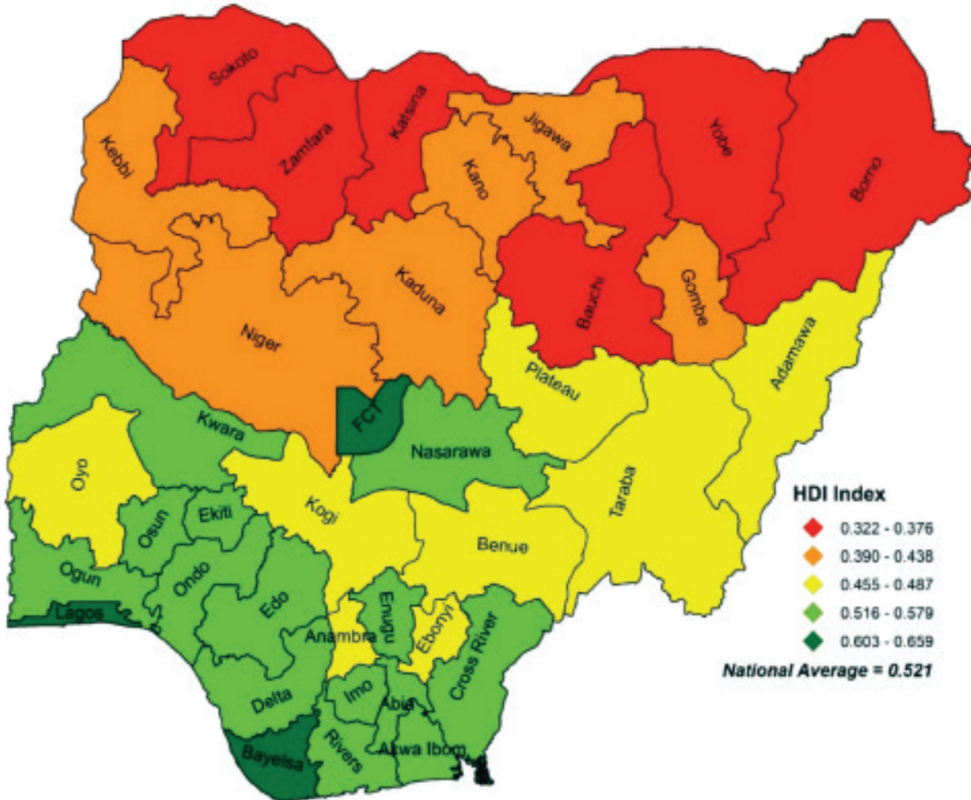 Sokoto
Zamfara
Katsina
Jigawa
Yobe
Borno
Kebbi
Kano
Kaduna
Bauchi
Gombe
Niger
Adamawa
Plateau
FCT
Kwara
Nasarawa
Taraba
Oyo
Kogi
Benue
Osun
Ekiti
Ogun
Ondo
Edo
Lagos
Anambra
Enugu
Ebonyi
Cross River
Delta
Imo
Abia
Bayelsa
Rivers
Akwa Ibom
HDI Index
0.322 - 0.376
0.390 - 0.438
0.455 - 0.487
0.516 - 0.579
0.603 - 0.659
National Average = 0.521